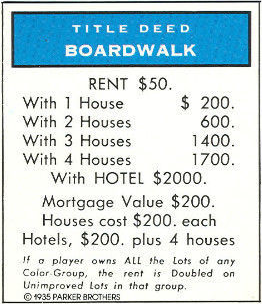 TITLE DEED
BOARDWALK
RENT $50.
With 1 House $ 200.
With 2 Houses 600.
With 3 Houses 1400.
With 4 Houses 1700.
With HOTEL $2000.
Mortgage Value $200.
Houses cost $200. each
Hotels, $200. plus 4 houses
If a player owns ALL the Lots of any
Color-Group, the rent is Doubled on
Unimproved Lots in that group.
© 1935 PARKER BROTHERS